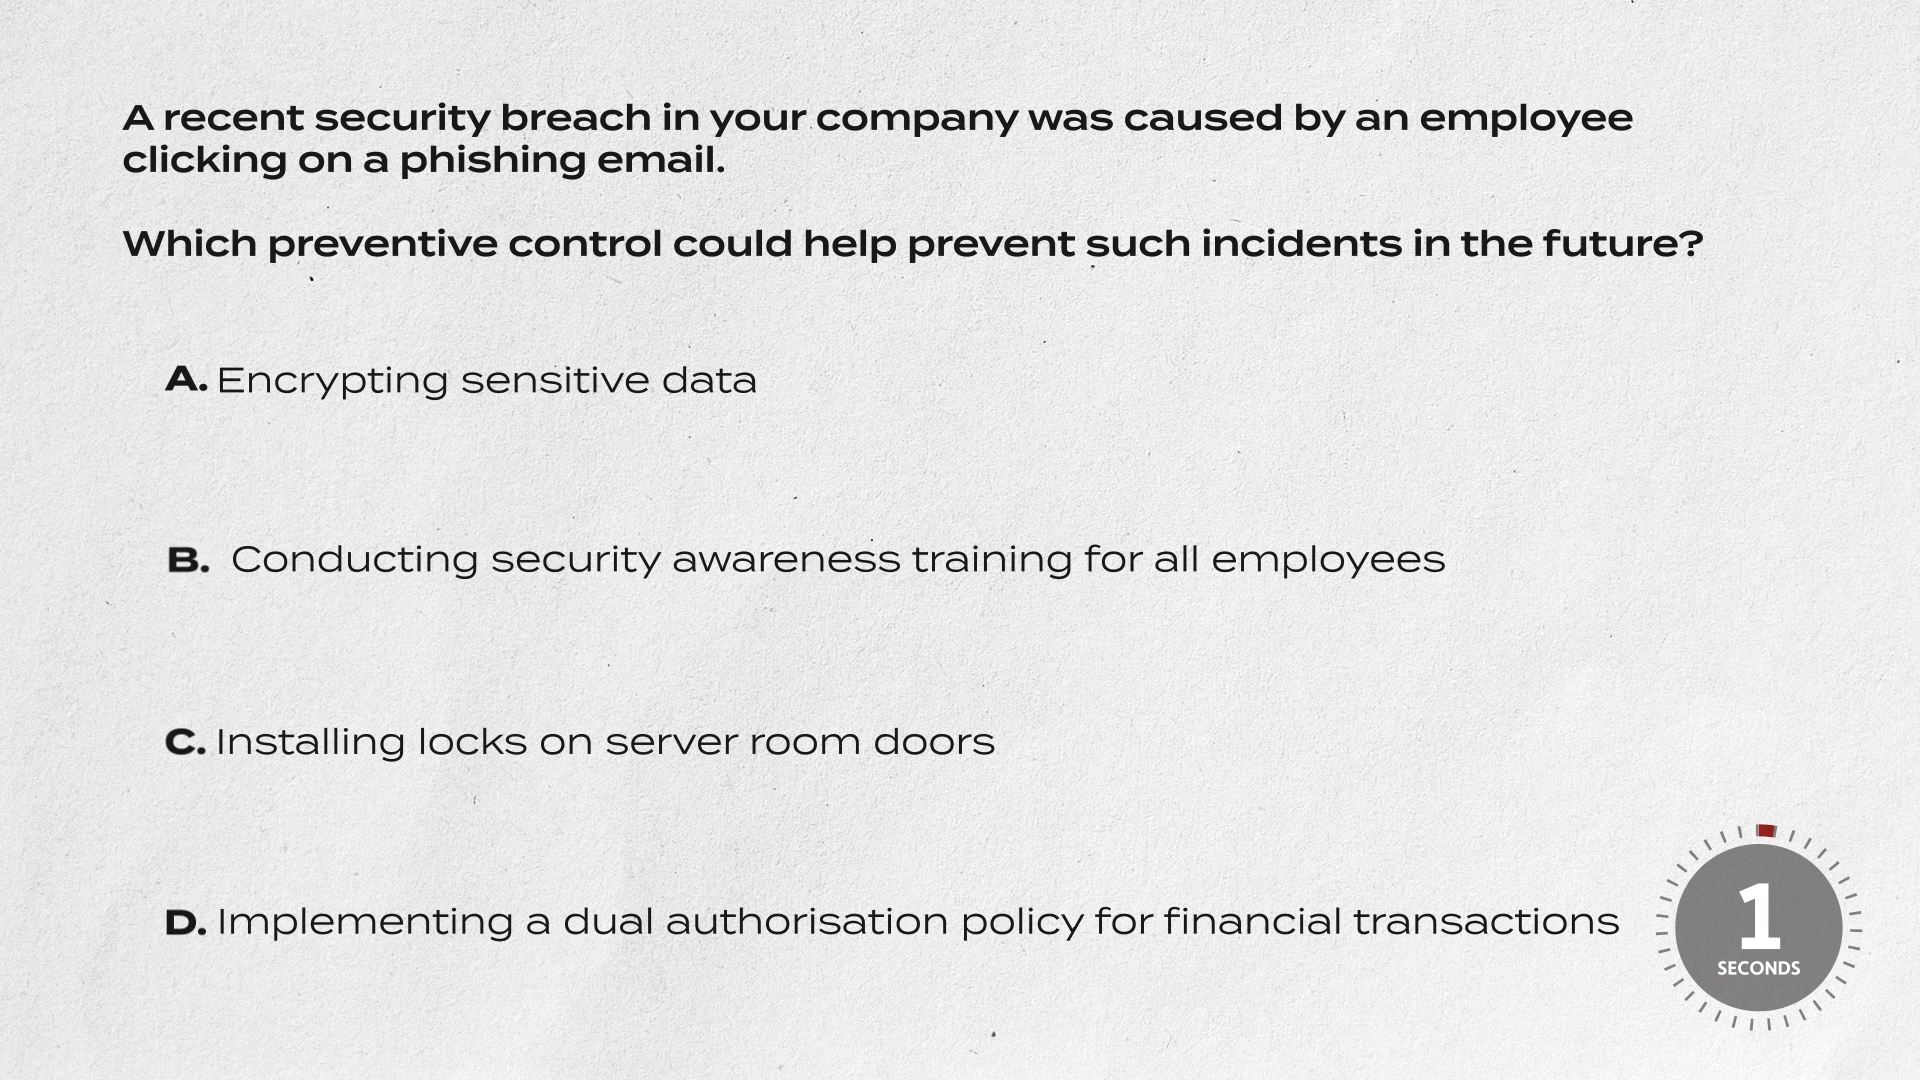 A recent security breach in your company was caused by an employee
clicking on a phishing email.
Which preventive control could help prevent such incidents in the future?
A. Encrypting sensitive data
B. Conducting security awareness training for all employees
C. Installing locks on server room doors
D. Implementing a dual authorisation policy for financial transactions
1
SECONDS